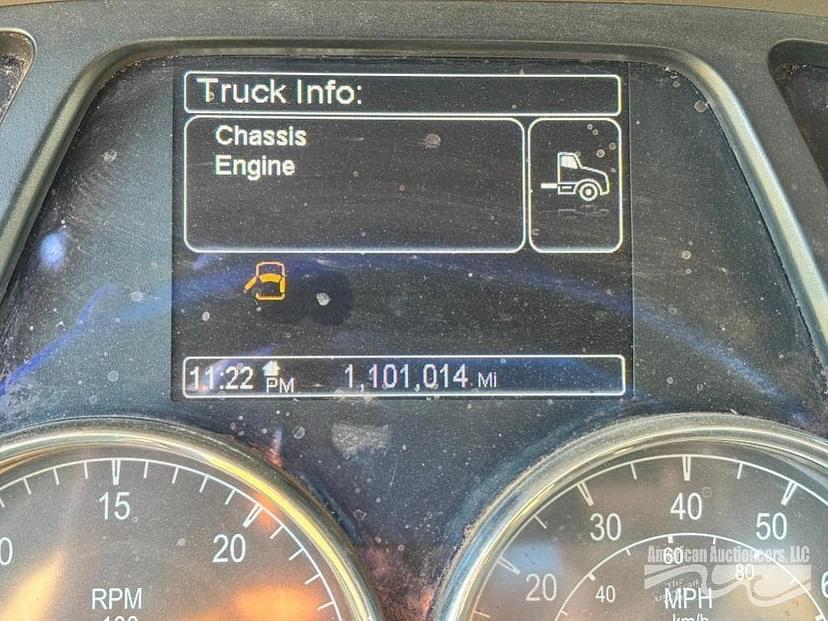 Truck Info:
Chassis
Engine
11:22 PM 1,101,014 Mi
15
20
RPM
20
30
40
50
40
60
80
MPH
km/h
American Auctioneers, LLC